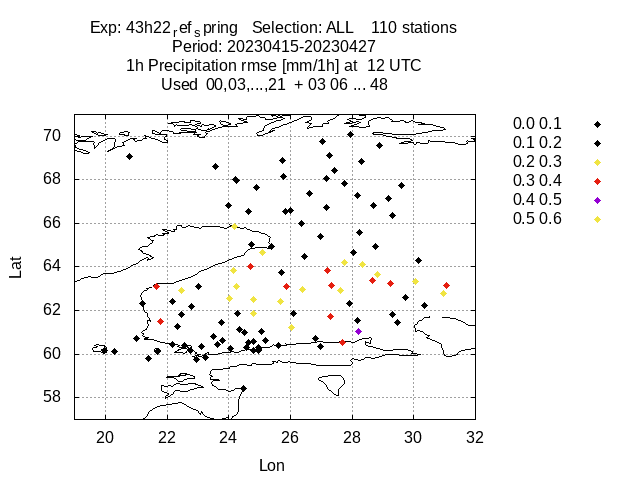 Exp: 43h22ref spring Selection: ALL 110 stations
Period: 20230415-20230427
1h Precipitation rmse [mm/1h] at 12 UTC
Used 00,03,...,21 + 03 06 ... 48
0.0 0.1
0.1 0.2
0.2 0.3
0.3 0.4
0.4 0.5
0.5 0.6
70
68
66
64
62
60
58
Lat
20 22 24 26 28 30 32
Lon